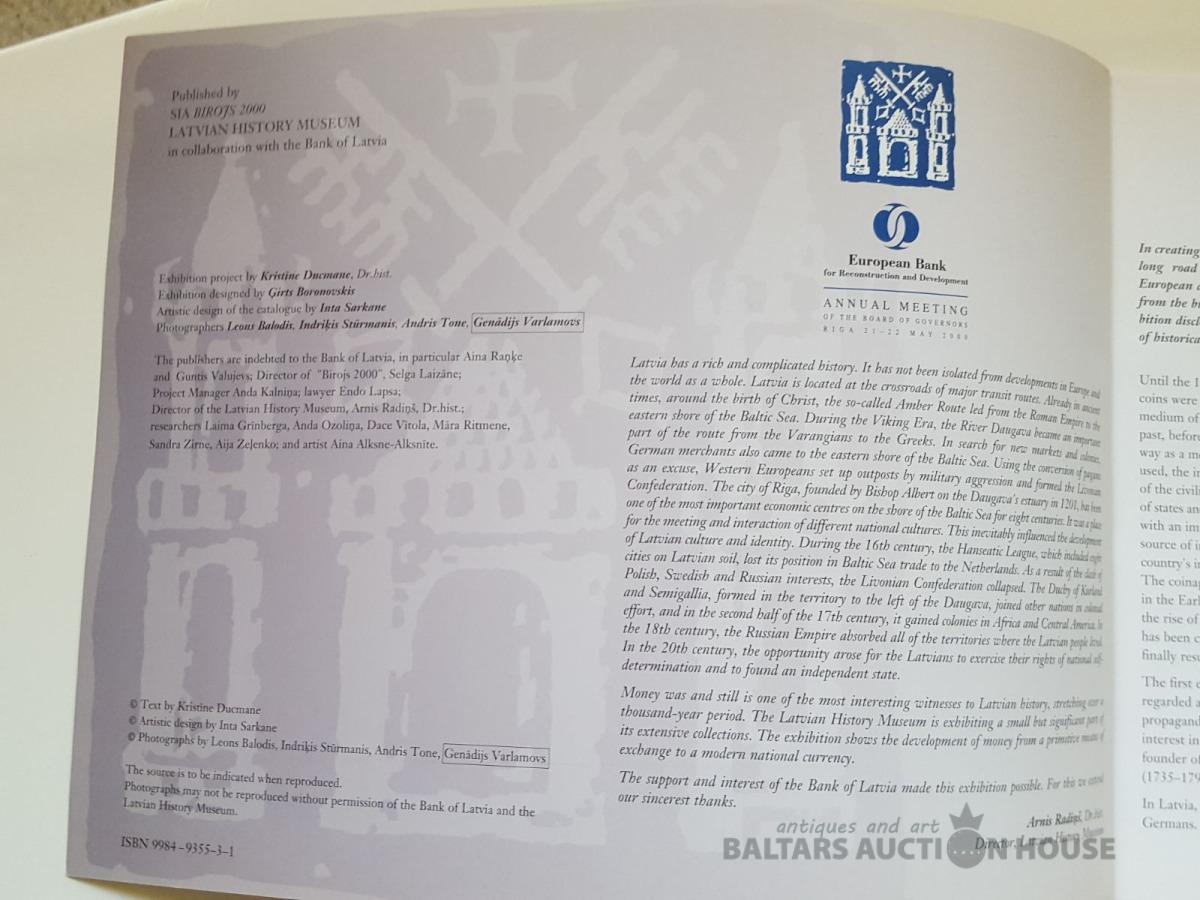 Published by
SIA BIROJS 2000
LATVIAN HISTORY MUSEUM
in collaboration with the Bank of Latvia
Exhibition project by Kristine Ducmane, Dr.hist.
Exhibition designed by Ģirts Boronovskis
Artistic design of the catalogue by Inta Sarkane
Photographers Leons Balodis, Indriķis Stūrmanis, Andris Tone, Genādijs Varlamovs
The publishers are indebted to the Bank of Latvia, in particular Aina Raņķe
and Guntis Valujevs; Director of "Birojs 2000", Selga Laizāne;
Project Manager Anda Kalniņa; lawyer Endo Lapsa;
Director of the Latvian History Museum, Arnis Radiņš, Dr.hist.;
researchers Laima Grīnberga, Anda Ozoliņa, Dace Vītola, Māra Ritmene,
Sandra Zirne, Aija Zeļenko; and artist Aina Alksne-Alksnīte.
© Text by Kristine Ducmane
© Artistic design by Inta Sarkane
© Photographs by Leons Balodis, Indriķis Stūrmanis, Andris Tone, Genādijs Varlamovs
The source is to be indicated when reproduced.
Photographs may not be reproduced without permission of the Bank of Latvia and the
Latvian History Museum.
ISBN 9984-9355-3-1
European Bank
for Reconstruction and Development
ANNUAL MEETING
OF THE BOARD OF GOVERNORS
RIGA 21-22 MAY 2000
Latvia has a rich and complicated history. It has not been isolated from developments in Europe and
the world as a whole. Latvia is located at the crossroads of major transit routes. Already in ancient
times, around the birth of Christ, the so-called Amber Route led from the Roman Empire to the
eastern shore of the Baltic Sea. During the Viking Era, the River Daugava became an important
part of the route from the Varangians to the Greeks. In search for new markets and colonies,
German merchants also came to the eastern shore of the Baltic Sea. Using the conversion of pagans
as an excuse, Western Europeans set up outposts by military aggression and formed the Livonian
Confederation. The city of Riga, founded by Bishop Albert on the Daugava's estuary in 1201, has been
one of the most important economic centres on the shore of the Baltic Sea for eight centuries. It was a place
for the meeting and interaction of different national cultures. This inevitably influenced the development
of Latvian culture and identity. During the 16th century, the Hanseatic League, which included eight
cities on Latvian soil, lost its position in Baltic Sea trade to the Netherlands. As a result of the clash of
Polish, Swedish and Russian interests, the Livonian Confederation collapsed. The Duchy of Kurland
and Semigallia, formed in the territory to the left of the Daugava, joined other nations in colonial
effort, and in the second half of the 17th century, it gained colonies in Africa and Central America. In
the 18th century, the Russian Empire absorbed all of the territories where the Latvian people lived.
In the 20th century, the opportunity arose for the Latvians to exercise their rights of national self-
determination and to found an independent state.
Money was and still is one of the most interesting witnesses to Latvian history, stretching over a
thousand-year period. The Latvian History Museum is exhibiting a small but significant part of
its extensive collections. The exhibition shows the development of money from a primitive means of
exchange to a modern national currency.
The support and interest of the Bank of Latvia made this exhibition possible. For this we extend
our sincerest thanks.
Arnis Radiņš, Dr.hist.
Director, Latvian History Museum
In creating
long road
European
from the
of historica
Until the
coins were
medium of
past, before
way as a
used, the
of the
of states
with an
source of
country's
The
in the
the rise of
has been
finally
The first
regarded
interest in
founder of
(1735-179
In Latvia,
Germans.
antiques and art
BALTARS AUCTION HOUSE